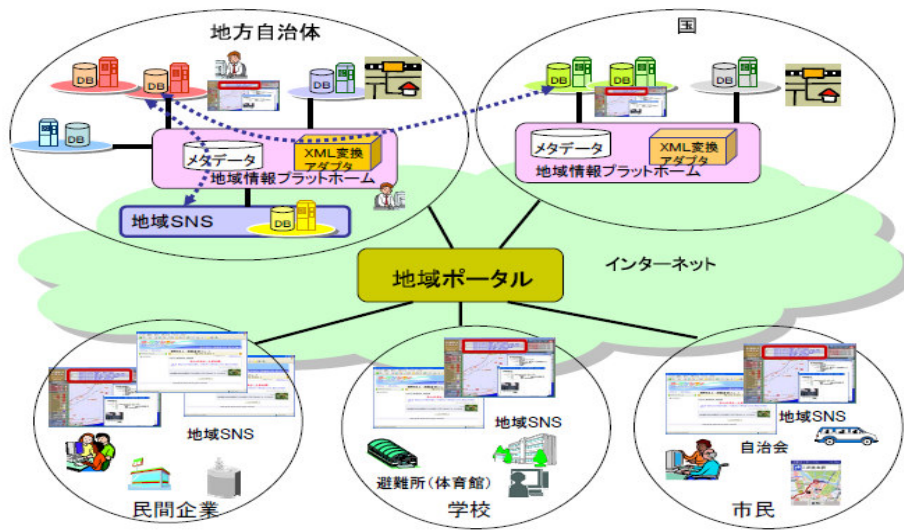 地方自治体
国
DB
DB
DB
DB
DB
DB
DB
メタデータ
XML変換
アダプタ
地域情報プラットホーム
メタデータ
XML変換
アダプタ
地域情報プラットホーム
地域SNS
DB
インターネット
地域ポータル
地域SNS
民間企業
地域SNS
避難所(体育館)
学校
地域SNS
自治会
市民